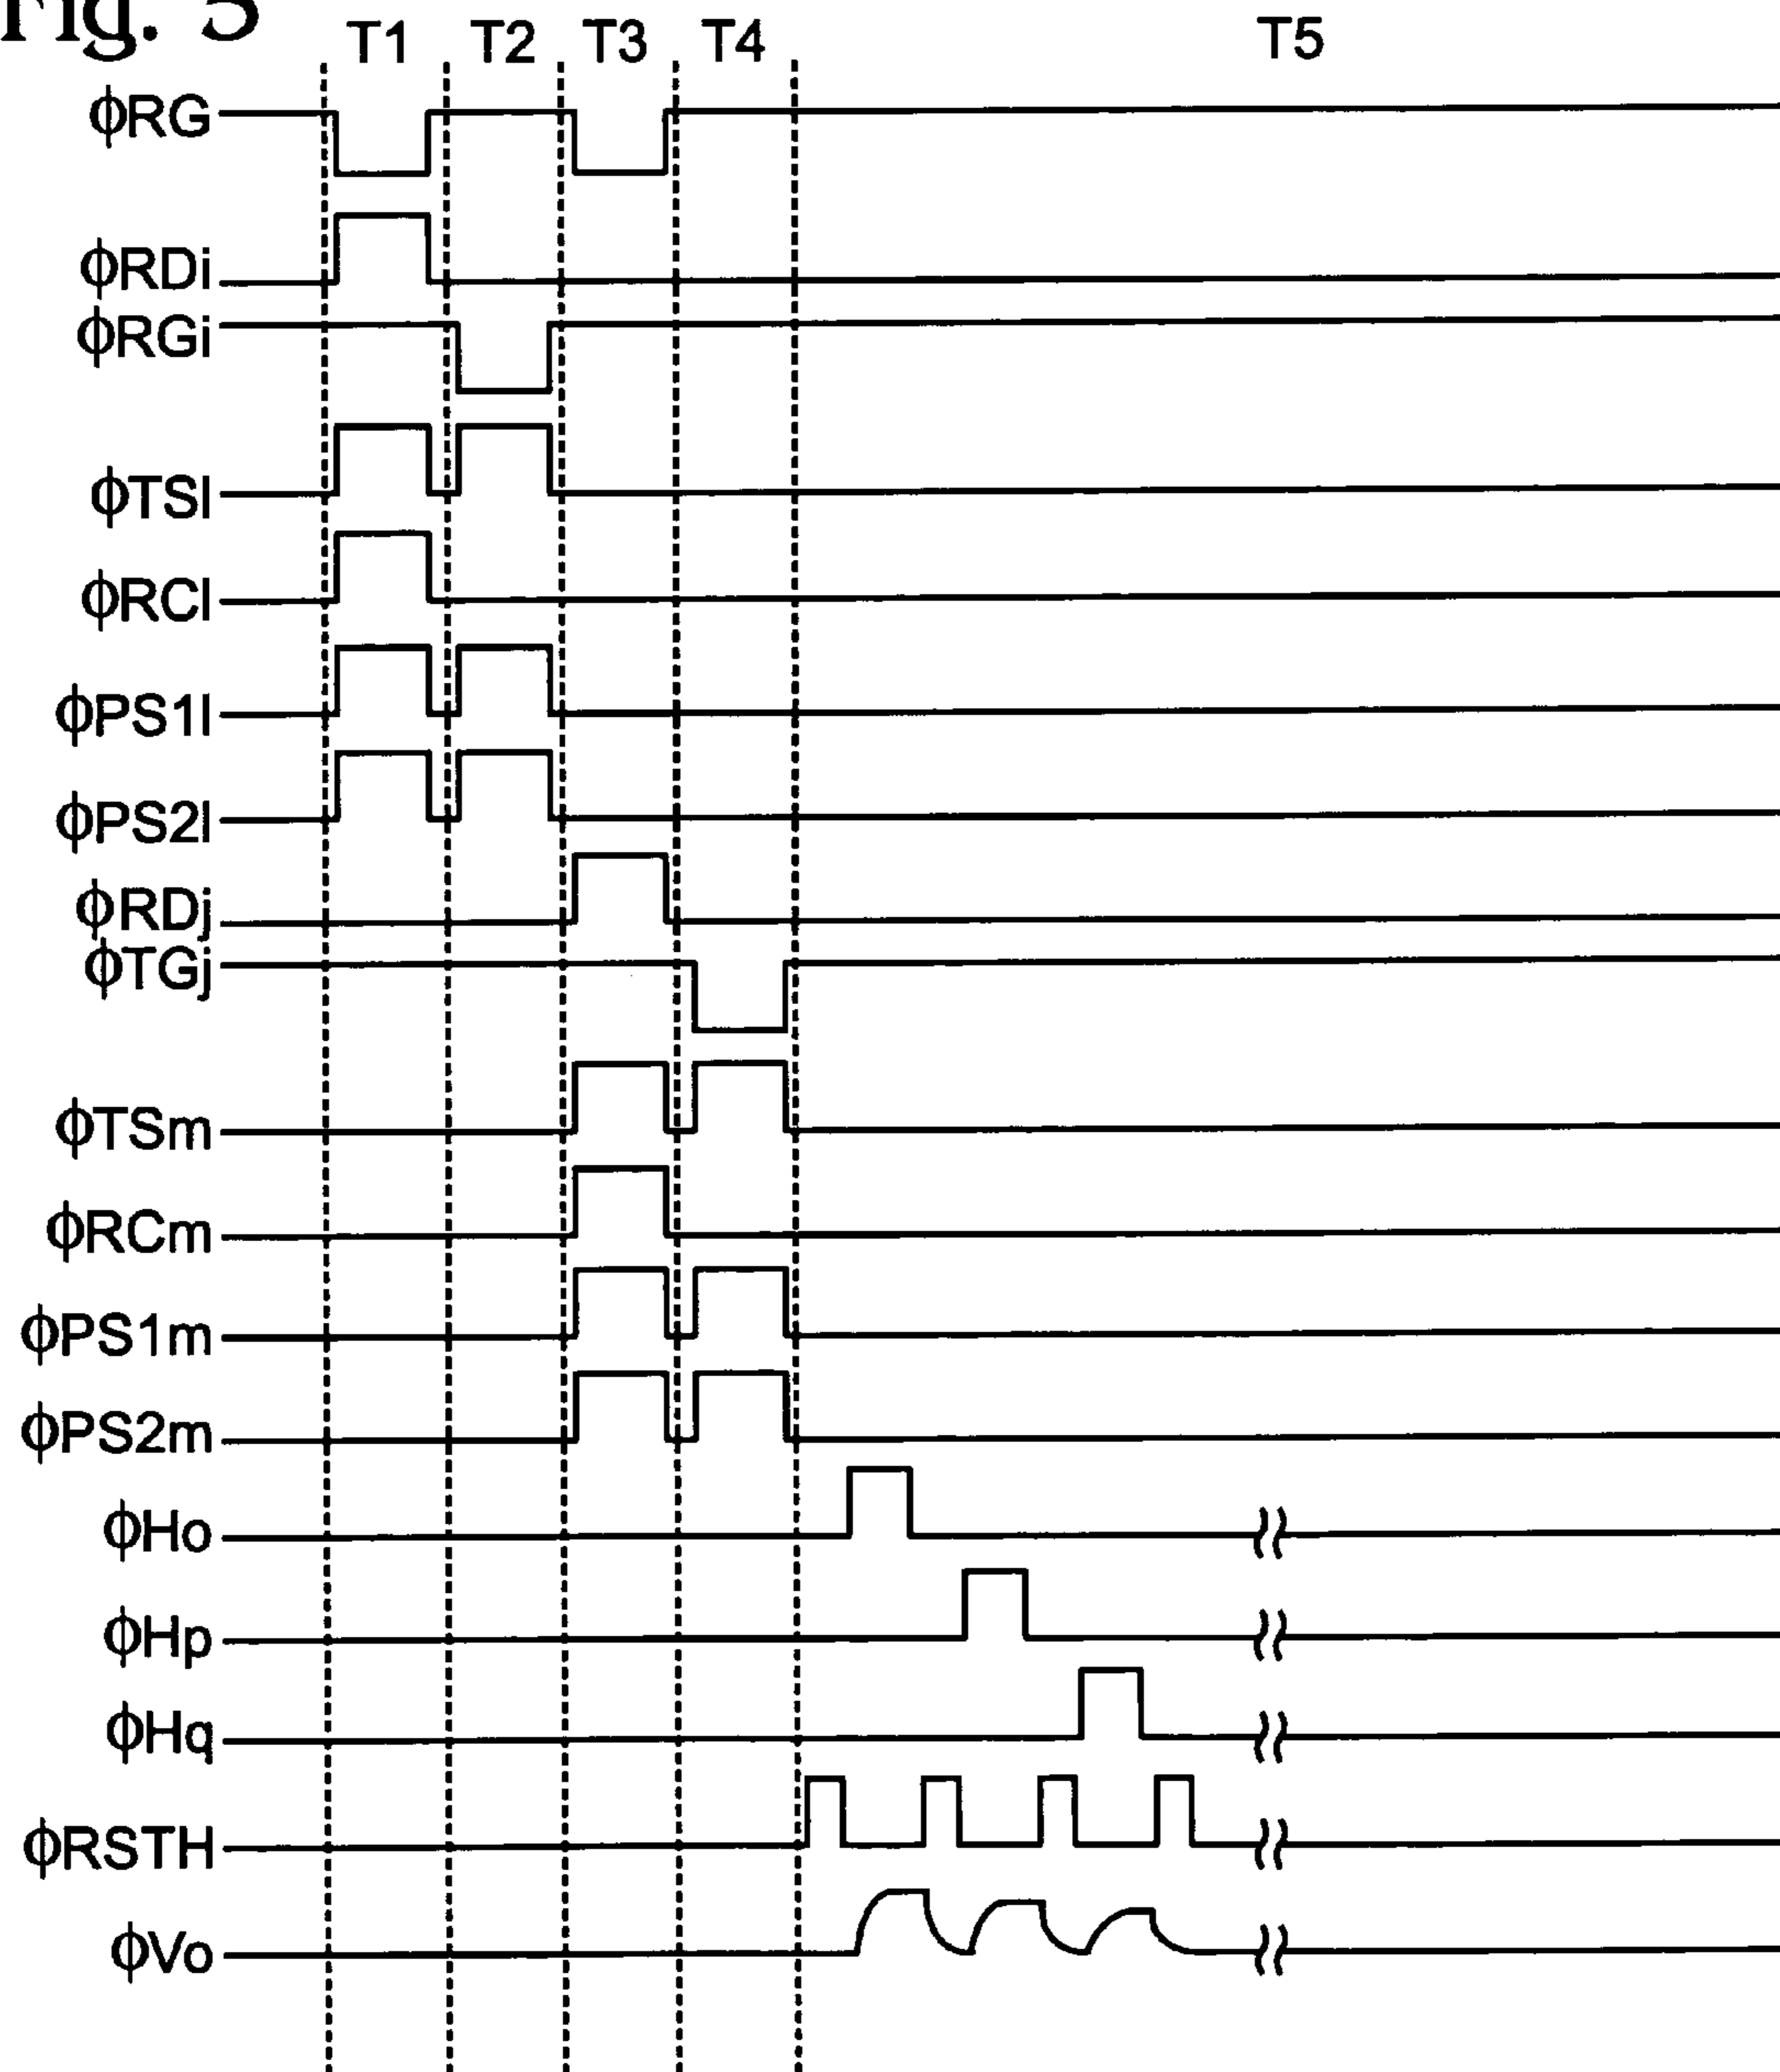 Fig. 5
T1 T2 T3 T4 T5
ϕRG
ϕRDi
ϕRGi
ϕTSl
ϕRCl
ϕPS1l
ϕPS2l
ϕRDj
ϕTGj
ϕTSm
ϕRCm
ϕPS1m
ϕPS2m
ϕHo
ϕHp
ϕHq
ϕRSTH
ϕVo